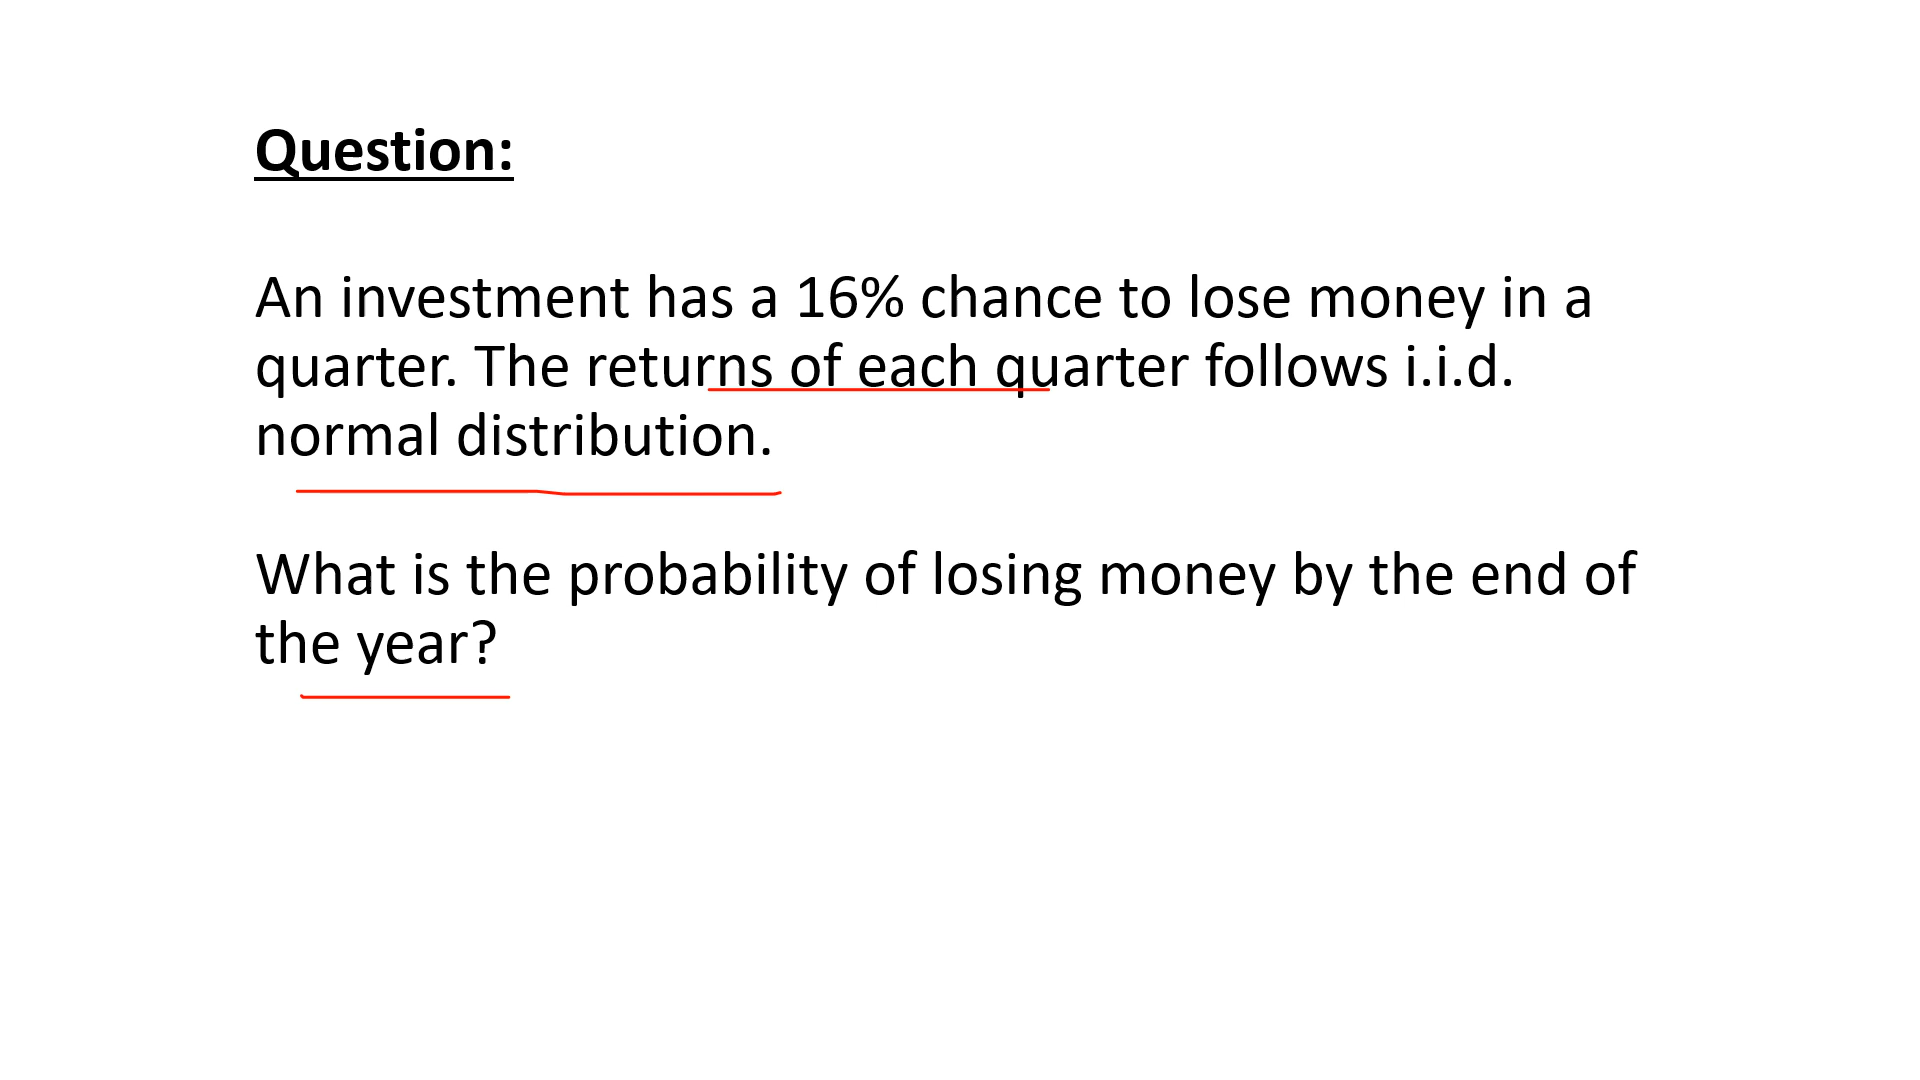 Question:
An investment has a 16% chance to lose money in a
quarter. The returns of each quarter follows i.i.d.
normal distribution.
What is the probability of losing money by the end of
the year?